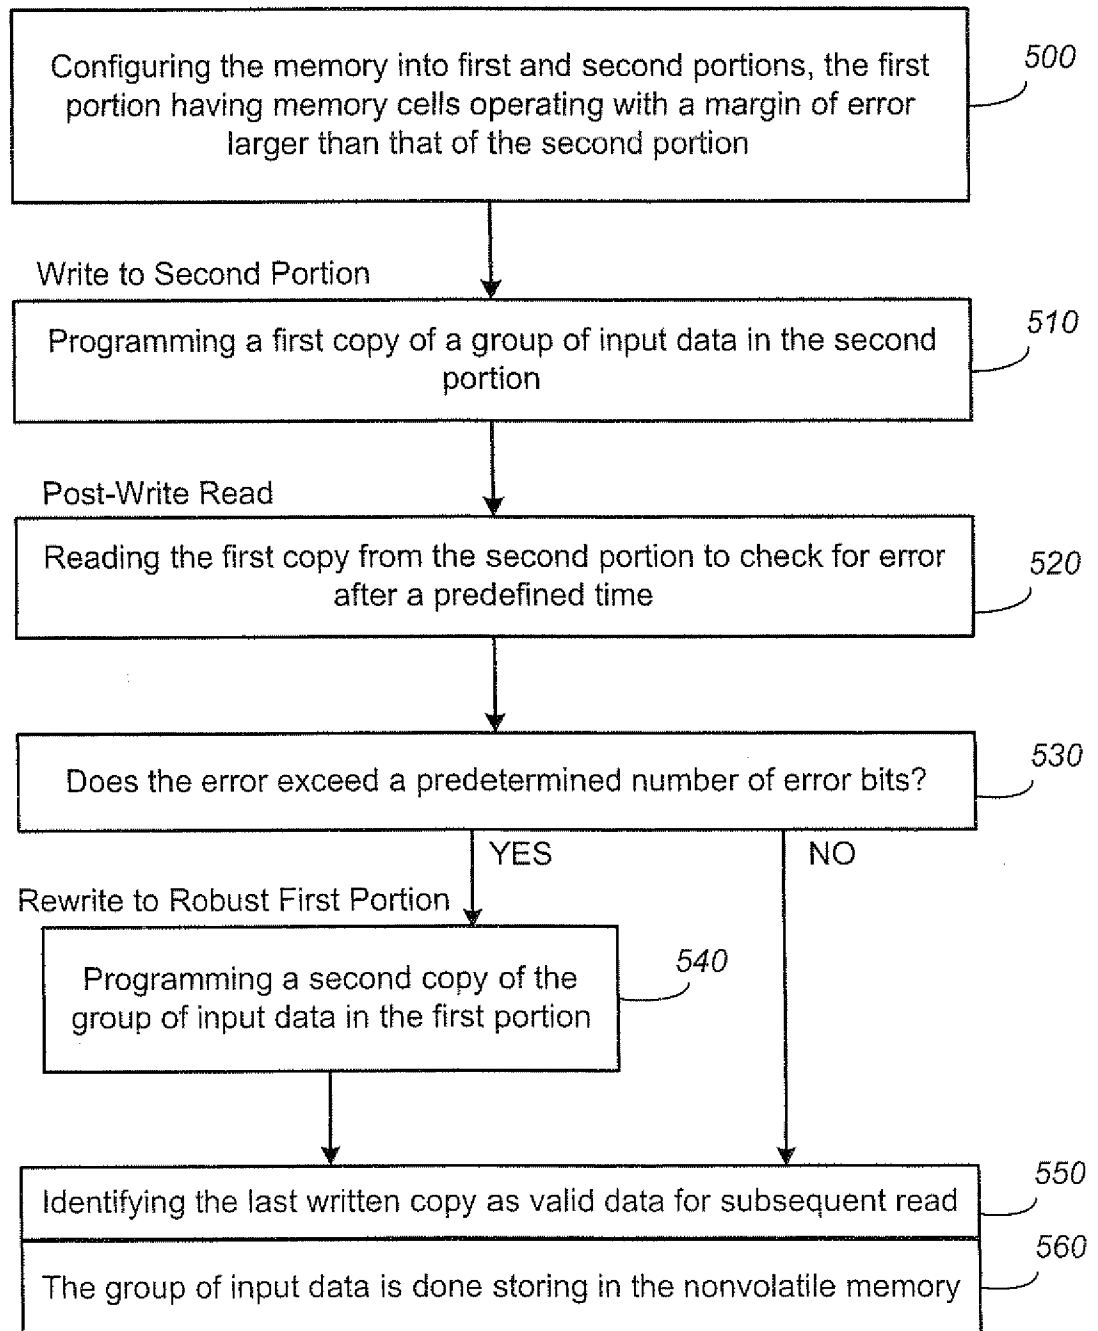 Configuring the memory into first and second portions, the first
portion having memory cells operating with a margin of error
larger than that of the second portion
500
Write to Second Portion
Programming a first copy of a group of input data in the second
portion
510
Post-Write Read
Reading the first copy from the second portion to check for error
after a predefined time
520
Does the error exceed a predetermined number of error bits?
530
YES
NO
Rewrite to Robust First Portion
Programming a second copy of the
group of input data in the first portion
540
Identifying the last written copy as valid data for subsequent read
550
The group of input data is done storing in the nonvolatile memory
560